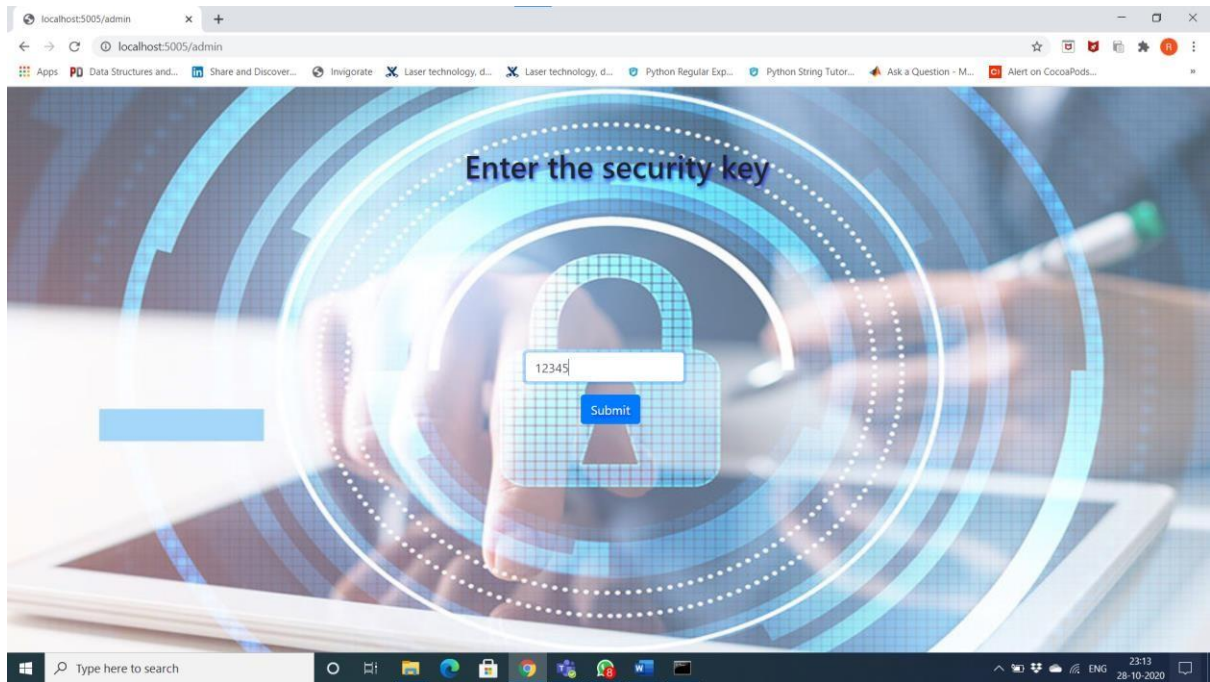 localhost:5005/admin
localhost:5005/admin
Apps
Data Structures and...
Share and Discover...
Invigorate
Laser technology, d...
Laser technology, d...
Python Regular Exp...
Python String Tutor...
Ask a Question - M...
Alert on CocoaPods...
Enter the security key
12345
Submit
Type here to search
ENG
23:13
28-10-2020